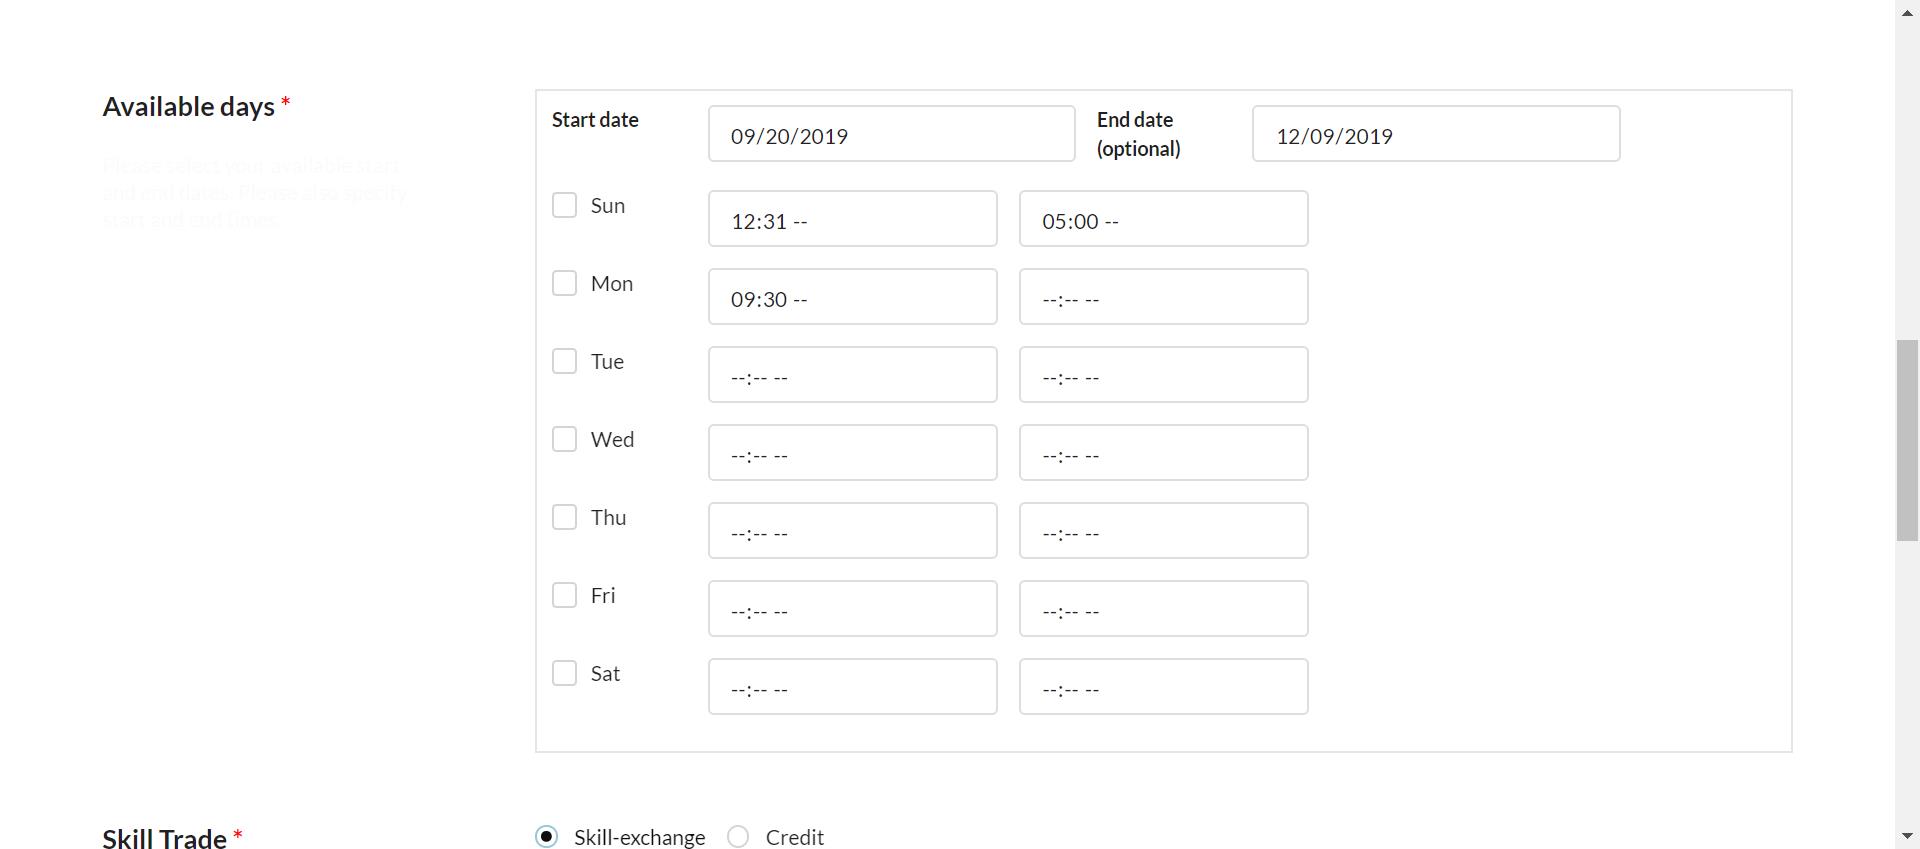 Available days *
Please select your available start
and end dates. Please also specify
start and end times.
Start date 09/20/2019 End date
(optional) 12/09/2019
Sun 12:31 -- 05:00 --
Mon 09:30 -- --:-- --
Tue --:-- -- --:-- --
Wed --:-- -- --:-- --
Thu --:-- -- --:-- --
Fri --:-- -- --:-- --
Sat --:-- -- --:-- --
Skill Trade * Skill-exchange Credit